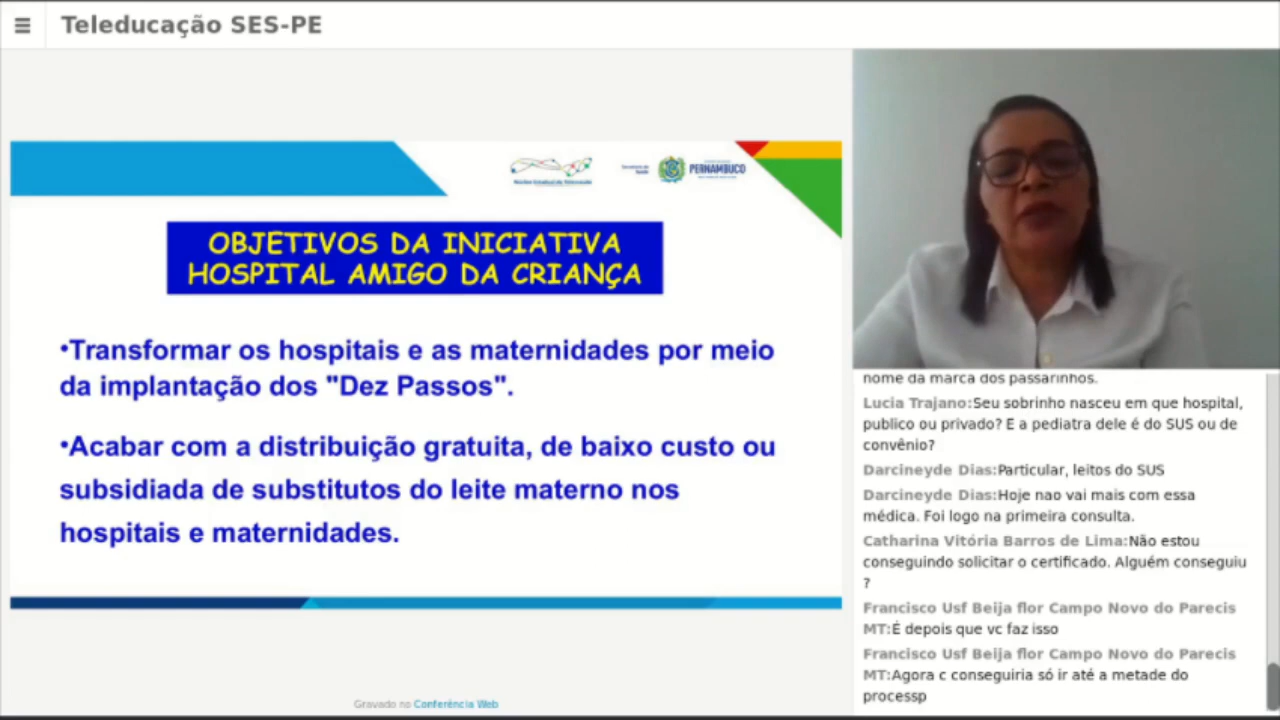 Teleducação SES-PE
Secretaria de
Saúde
PERNAMBUCO
OBJETIVOS DA INICIATIVA
HOSPITAL AMIGO DA CRIANÇA
•Transformar os hospitais e as maternidades por meio
da implantação dos "Dez Passos".
•Acabar com a distribuição gratuita, de baixo custo ou
subsidiada de substitutos do leite materno nos
hospitais e maternidades.
Gravado no Conferência Web
nome da marca dos passarinhos.
Lucia Trajano:Seu sobrinho nasceu em que hospital,
publico ou privado? E a pediatra dele é do SUS ou de
convênio?
Darcineyde Dias:Particular, leitos do SUS
Darcineyde Dias:Hoje nao vai mais com essa
médica. Foi logo na primeira consulta.
Catharina Vitória Barros de Lima:Não estou
conseguindo solicitar o certificado. Alguém conseguiu
?
Francisco Usf Beija flor Campo Novo do Parecis
MT:É depois que vc faz isso
Francisco Usf Beija flor Campo Novo do Parecis
MT:Agora c conseguiria só ir até a metade do
processp